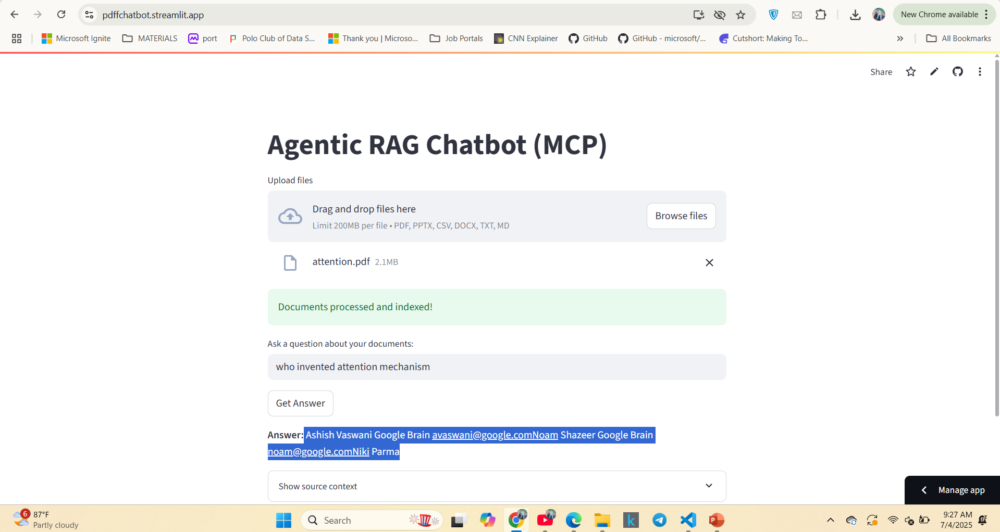 pdffchatbot.streamlit.app
New Chrome available
Microsoft Ignite
MATERIALS
port
Polo Club of Data S...
Thank you | Microso...
Job Portals
CNN Explainer
GitHub
GitHub - microsoft/...
Cutshort: Making To...
All Bookmarks
Share
Agentic RAG Chatbot (MCP)
Upload files
Drag and drop files here
Limit 200MB per file • PDF, PPTX, CSV, DOCX, TXT, MD
Browse files
attention.pdf 2.1MB
Documents processed and indexed!
Ask a question about your documents:
who invented attention mechanism
Get Answer
Answer: Ashish Vaswani Google Brain avaswani@google.comNoam Shazeer Google Brain
noam@google.comNiki Parma
Show source context
Manage app
6
87°F
Partly cloudy
Search
9:27 AM
7/4/2025